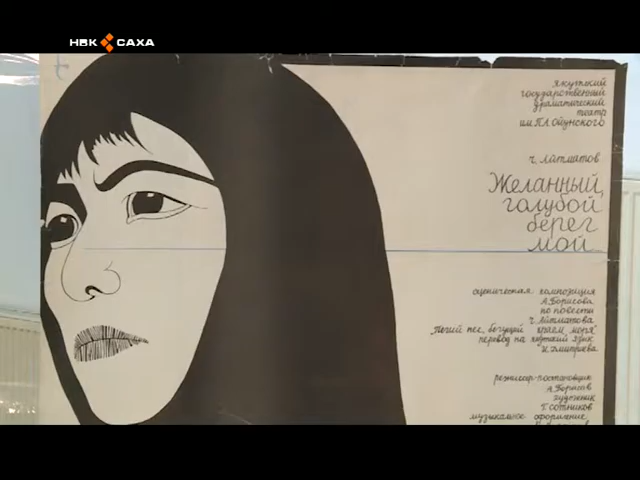 НВК САХА
якутский
государственный
драматический
театр
им. П.А. Ойунского
ч. Айтматов
Желанный,
голубой
берег
мой...
сценическая композиция
А. Борисова
по повести
Ч. Айтматова
"Пегий пес, бегущий краем моря"
перевод на якутский язык
И. Дмитриева
режиссер-постановщик
А. Борисов
художник
Г. Сотников
музыкальное оформление